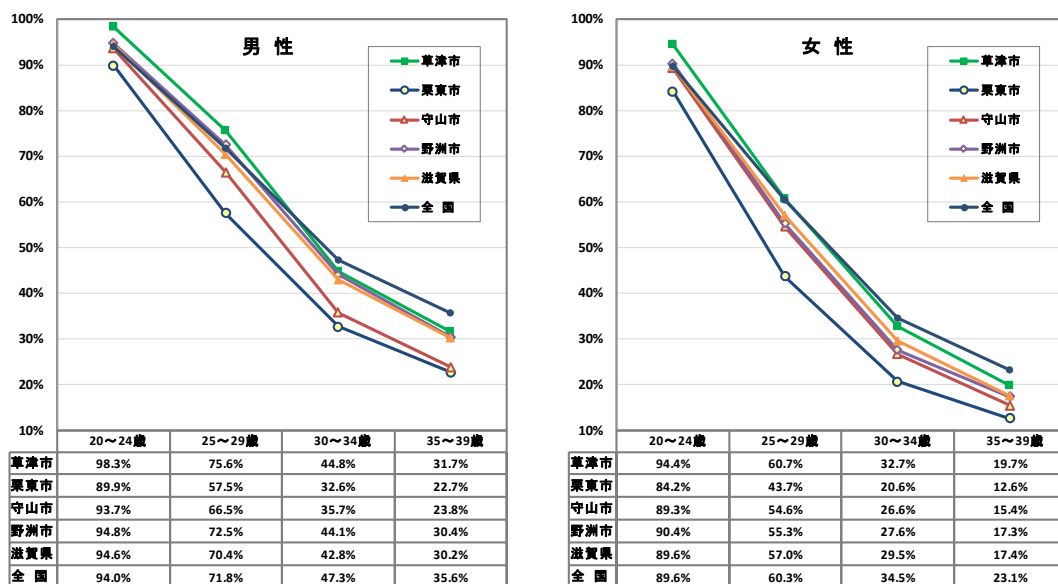 男 性
100%
90%
80%
70%
60%
50%
40%
30%
20%
10%
草津市
栗東市
守山市
野洲市
滋賀県
全 国
20～24歳 25～29歳 30～34歳 35～39歳
草津市 98.3% 75.6% 44.8% 31.7%
栗東市 89.9% 57.5% 32.6% 22.7%
守山市 93.7% 66.5% 35.7% 23.8%
野洲市 94.8% 72.5% 44.1% 30.4%
滋賀県 94.6% 70.4% 42.8% 30.2%
全 国 94.0% 71.8% 47.3% 35.6%
女 性
100%
90%
80%
70%
60%
50%
40%
30%
20%
10%
草津市
栗東市
守山市
野洲市
滋賀県
全 国
20～24歳 25～29歳 30～34歳 35～39歳
草津市 94.4% 60.7% 32.7% 19.7%
栗東市 84.2% 43.7% 20.6% 12.6%
守山市 89.3% 54.6% 26.6% 15.4%
野洲市 90.4% 55.3% 27.6% 17.3%
滋賀県 89.6% 57.0% 29.5% 17.4%
全 国 89.6% 60.3% 34.5% 23.1%